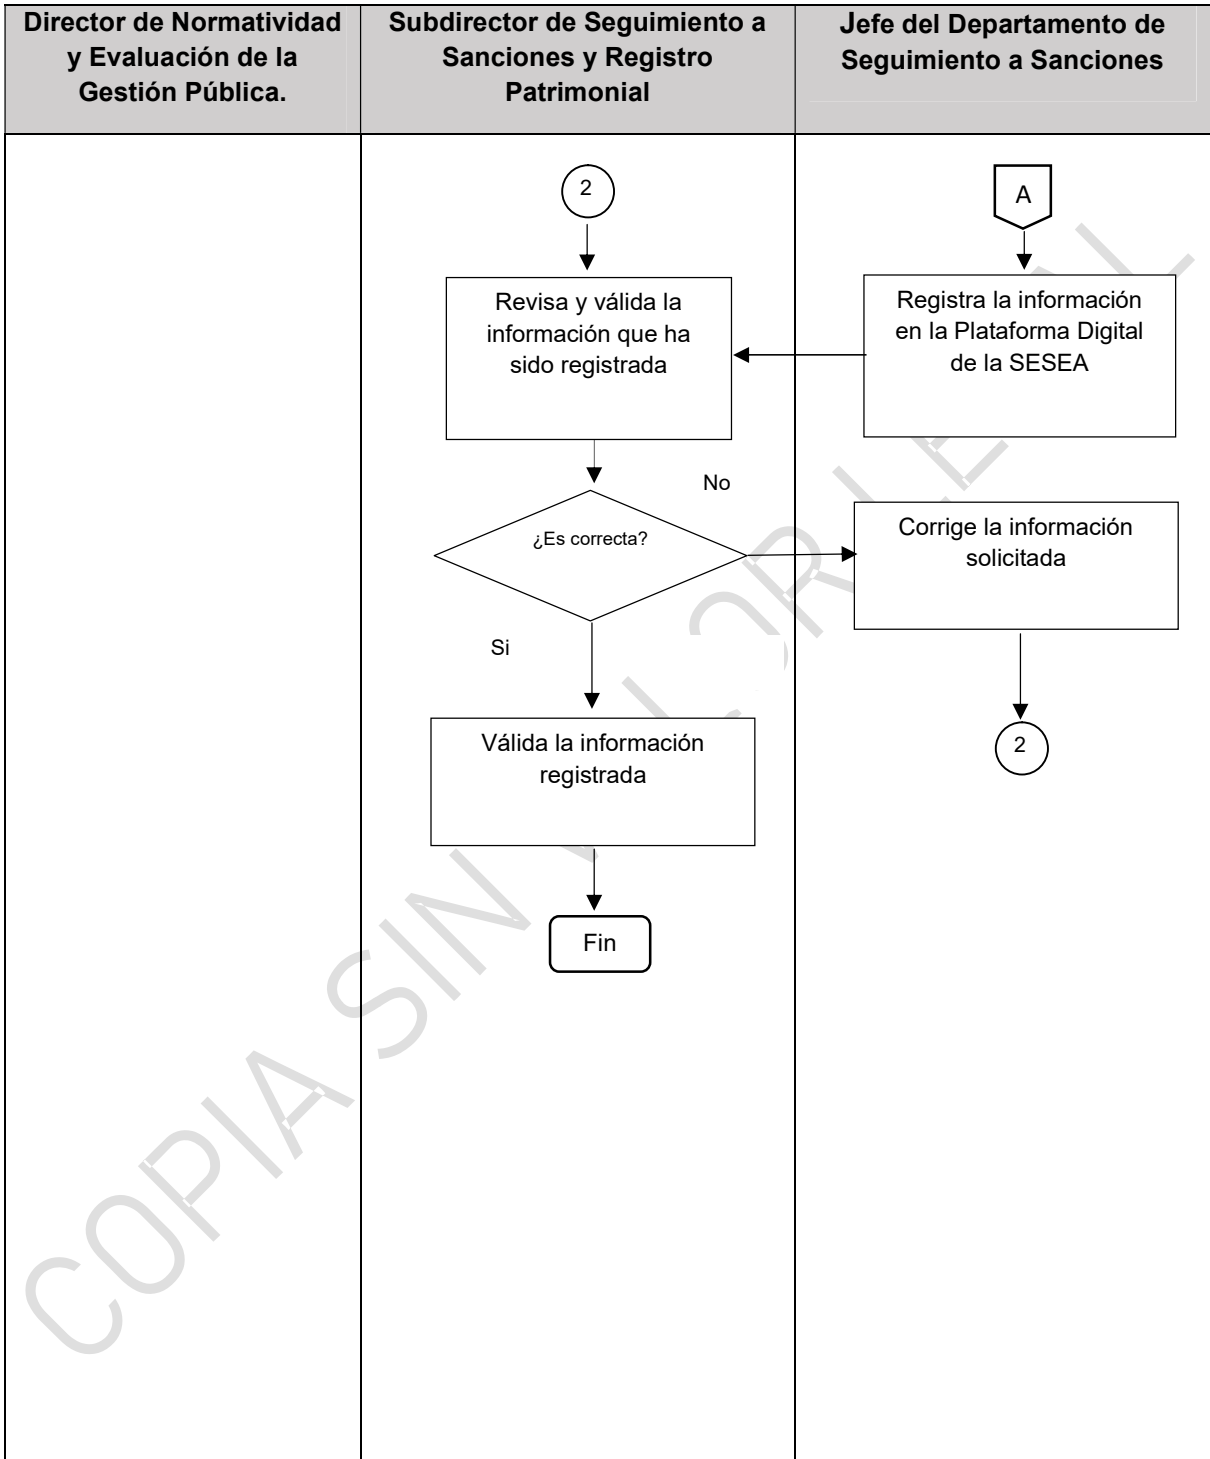 Director de Normatividad
y Evaluación de la
Gestión Pública.
Subdirector de Seguimiento a
Sanciones y Registro
Patrimonial
Jefe del Departamento de
Seguimiento a Sanciones
2
A
Revisa y válida la
información que ha
sido registrada
Registra la información
en la Plataforma Digital
de la SESEA
No
¿Es correcta?
Corrige la información
solicitada
Si
Válida la información
registrada
2
Fin
COPIA SIN VALOR LEGAL